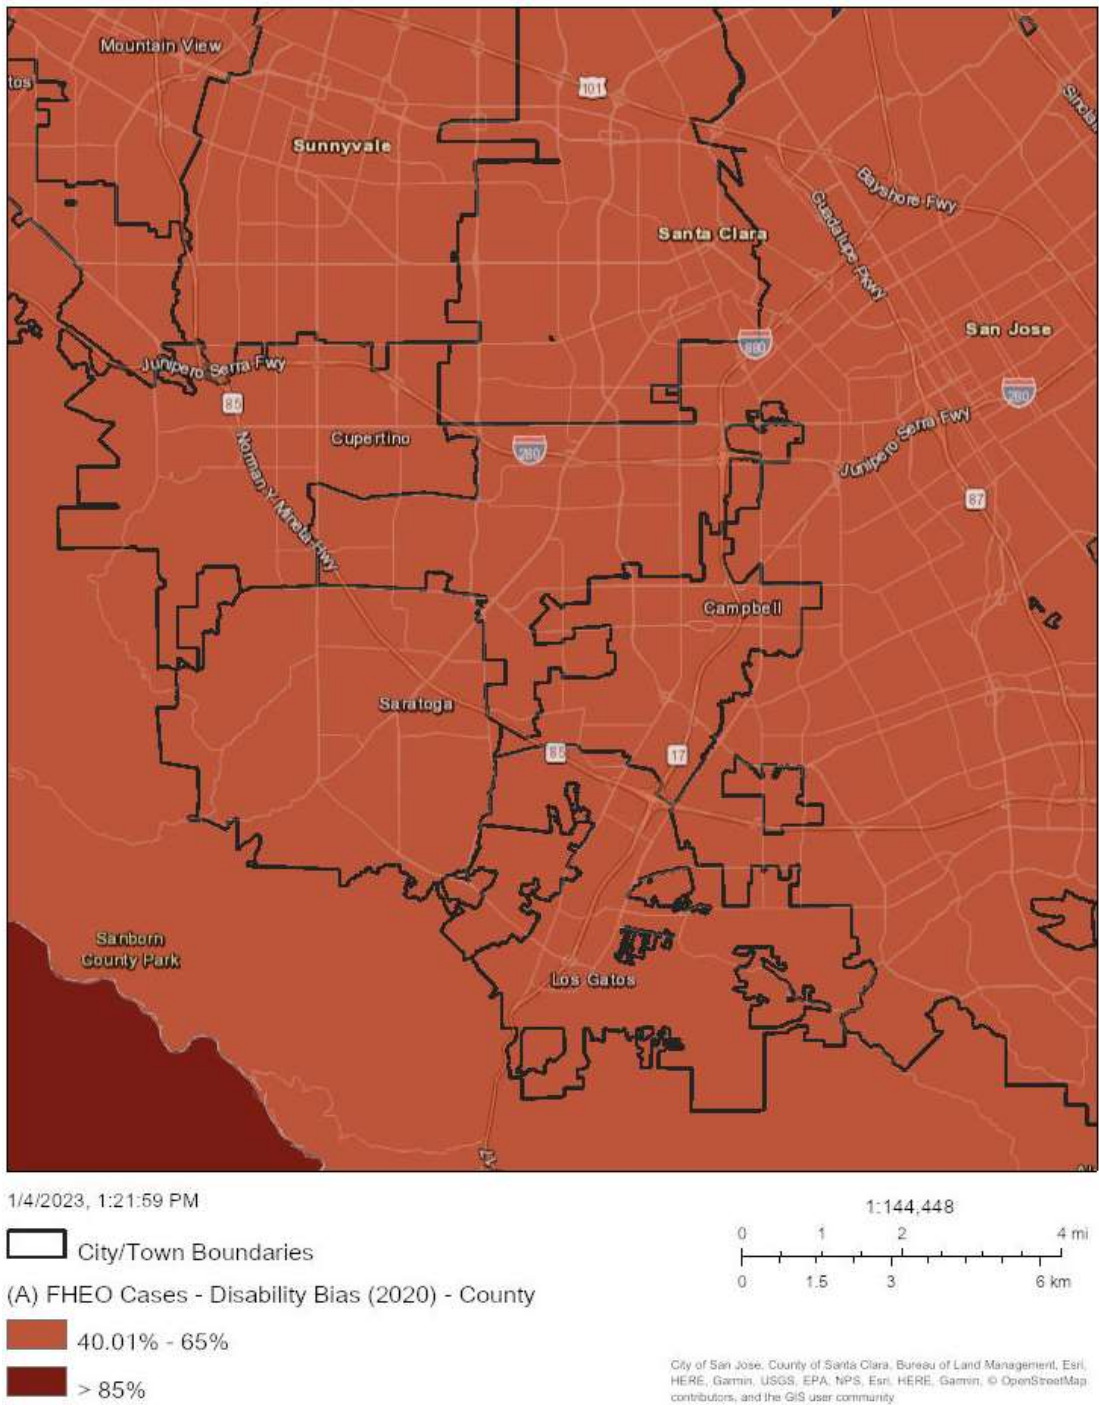 Mountain View
tos
101
Sunnyvale
Sinclai
Bayshore Fwy
Guadalupe Pkwy
Santa Clara
San Jose
880
Junipero Serra Fwy
280
85
Cupertino
Junipero Serra Fwy
280
Norman Y Mineta Hwy
87
Campbell
Saratoga
85
17
Sanborn
County Park
Los Gatos
1/4/2023, 1:21:59 PM
City/Town Boundaries
(A) FHEO Cases - Disability Bias (2020) - County
40.01% - 65%
> 85%
1:144,448
0 1 2 4 mi
0 1.5 3 6 km
City of San Jose, County of Santa Clara, Bureau of Land Management, Esri,
HERE, Garmin, USGS, EPA, NPS, Esri, HERE, Garmin, © OpenStreetMap
contributors, and the GIS user community